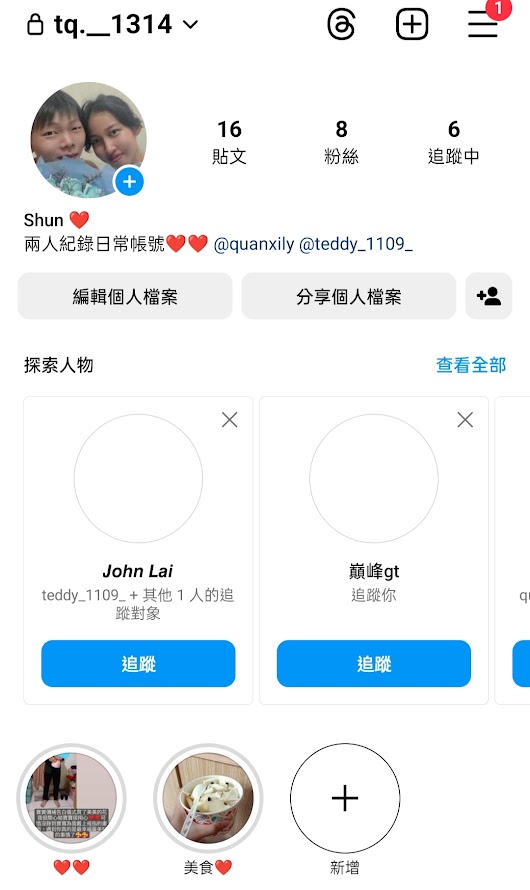 tq.__1314
1
16
貼文
8
粉絲
6
追蹤中
Shun ❤️
兩人紀錄日常帳號❤️❤️ @quanxily @teddy_1109_
編輯個人檔案
分享個人檔案
探索人物
查看全部
John Lai
teddy_1109_ + 其他 1 人的追
蹤對象
追蹤
巔峰gt
追蹤你
追蹤
❤️❤️
美食❤️
新增